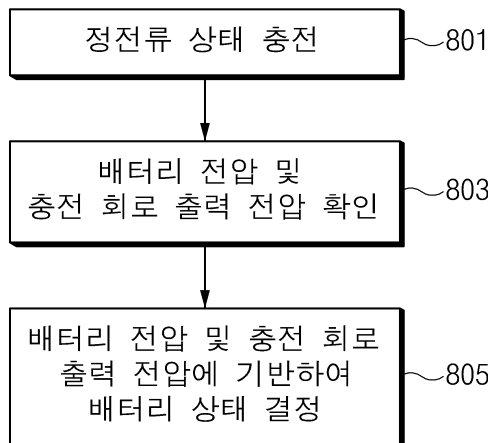 정전류 상태 충전
801
배터리 전압 및
충전 회로 출력 전압 확인
803
배터리 전압 및 충전 회로
출력 전압에 기반하여
배터리 상태 결정
805